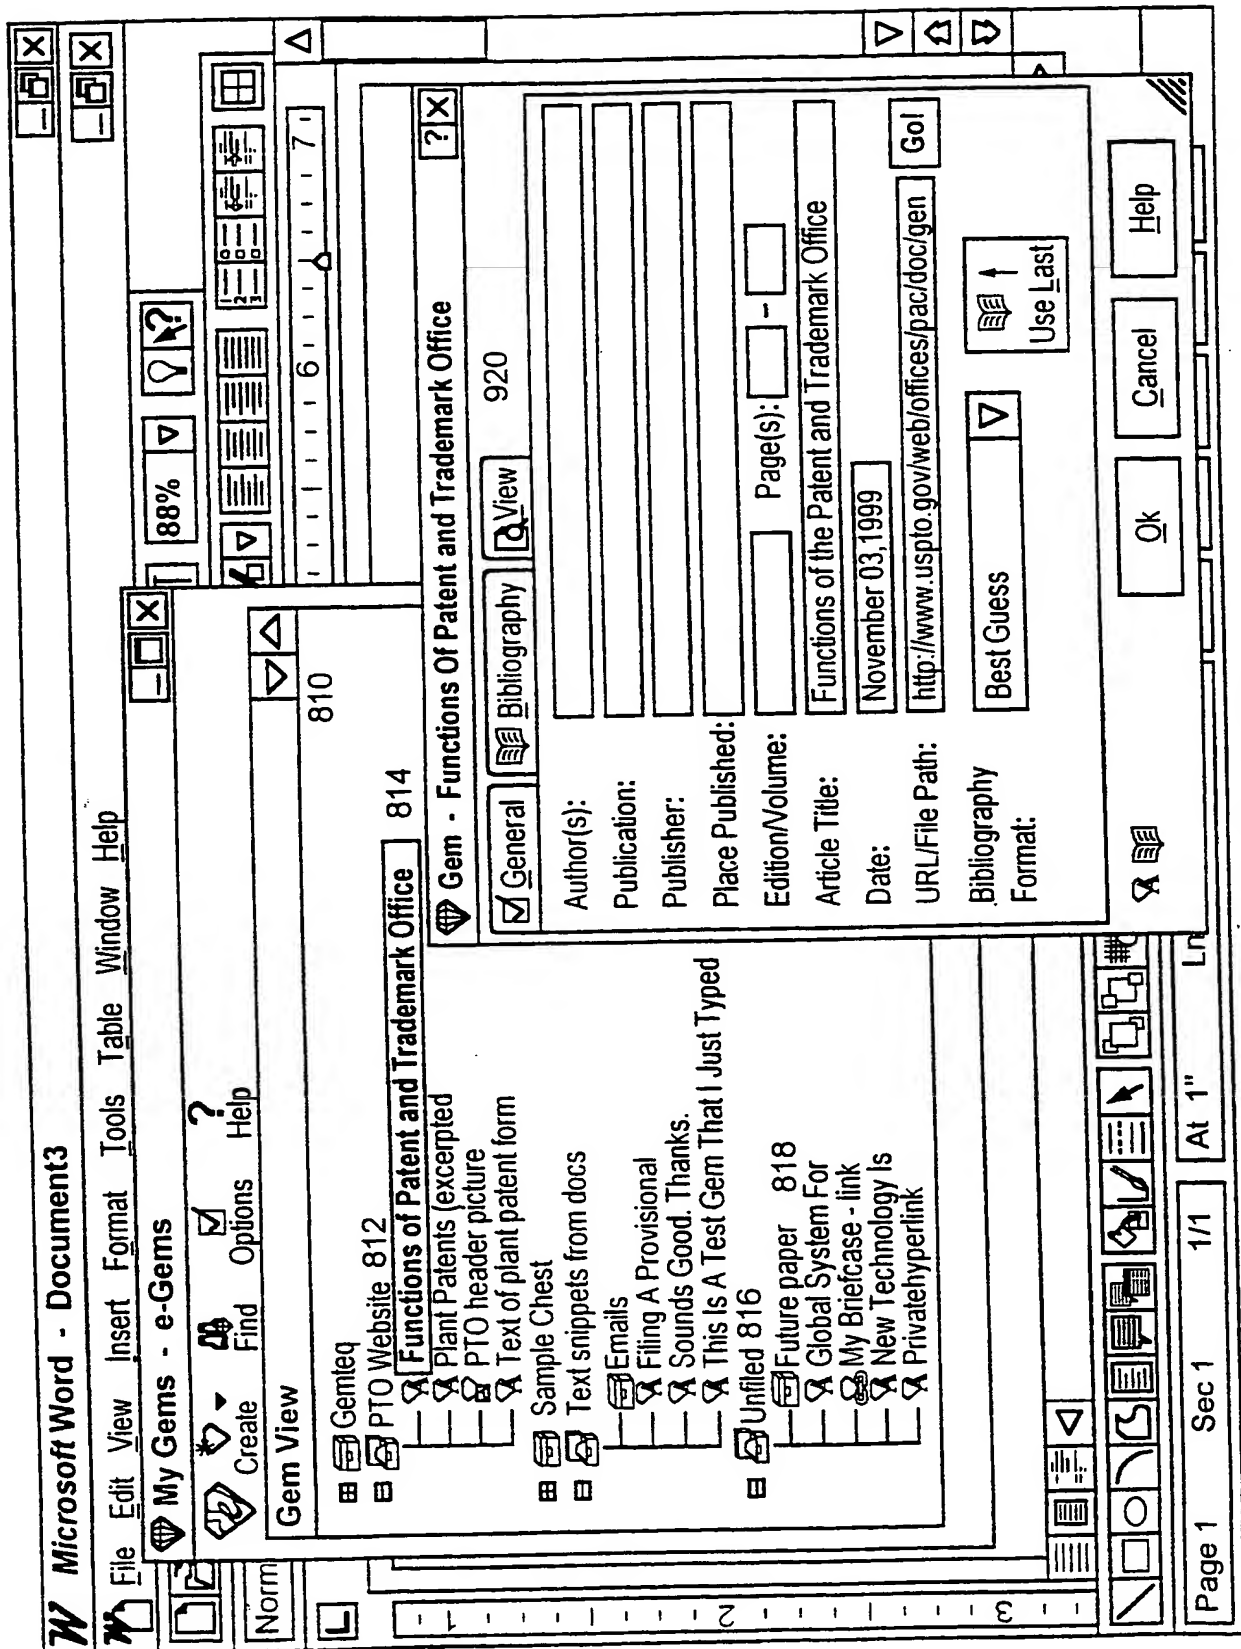 W Microsoft Word - Document3
File Edit View Insert Format Tools Table Window Help
88%
Norm
6 7
My Gems - e-Gems
Create Find Options Help
Gem View
810
Gemteq
PTO Website 812
Functions of Patent and Trademark Office 814
Plant Patents (excerpted
PTO header picture
Text of plant patent form
Sample Chest
Text snippets from docs
Emails
Filing A Provisional
Sounds Good. Thanks.
This Is A Test Gem That I Just Typed
Unfiled 816
Future paper 818
Global System For
My Briefcase - link
New Technology Is
Privatehyperlink
Gem - Functions Of Patent and Trademark Office
General Bibliography View 920
Author(s):
Publication:
Publisher:
Place Published:
Edition/Volume: Page(s): -
Article Title: Functions of the Patent and Trademark Office
Date: November 03,1999
URL/File Path: http://www.uspto.gov/web/offices/pac/doc/gen Go!
Bibliography Format: Best Guess Use Last
Ok Cancel Help
1
2
3
Page 1 Sec 1 1/1 At 1" Ln